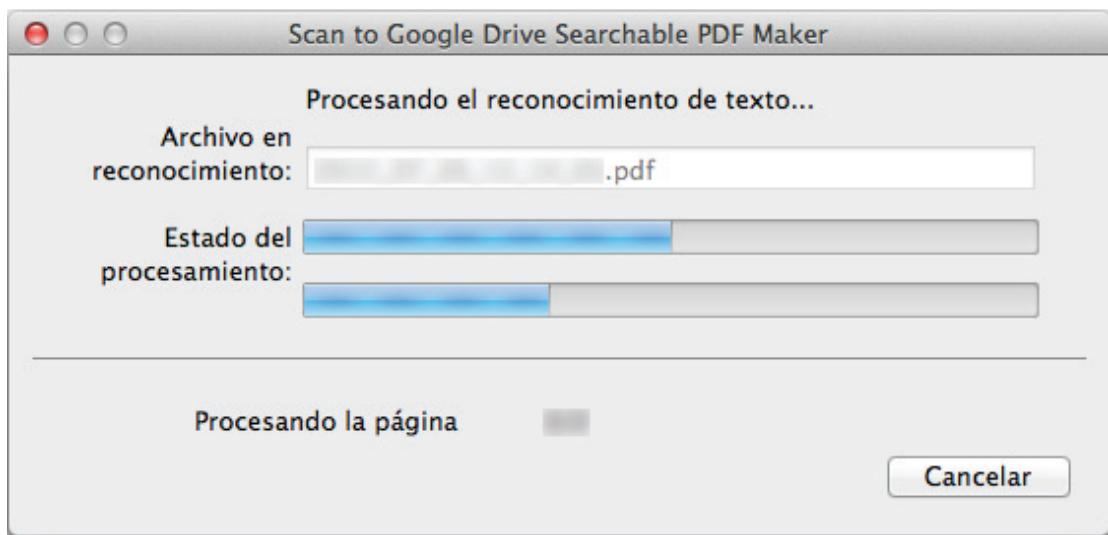 Scan to Google Drive Searchable PDF Maker
Procesando el reconocimiento de texto...
Archivo en
reconocimiento:
.pdf
Estado del
procesamiento:
Procesando la página
Cancelar